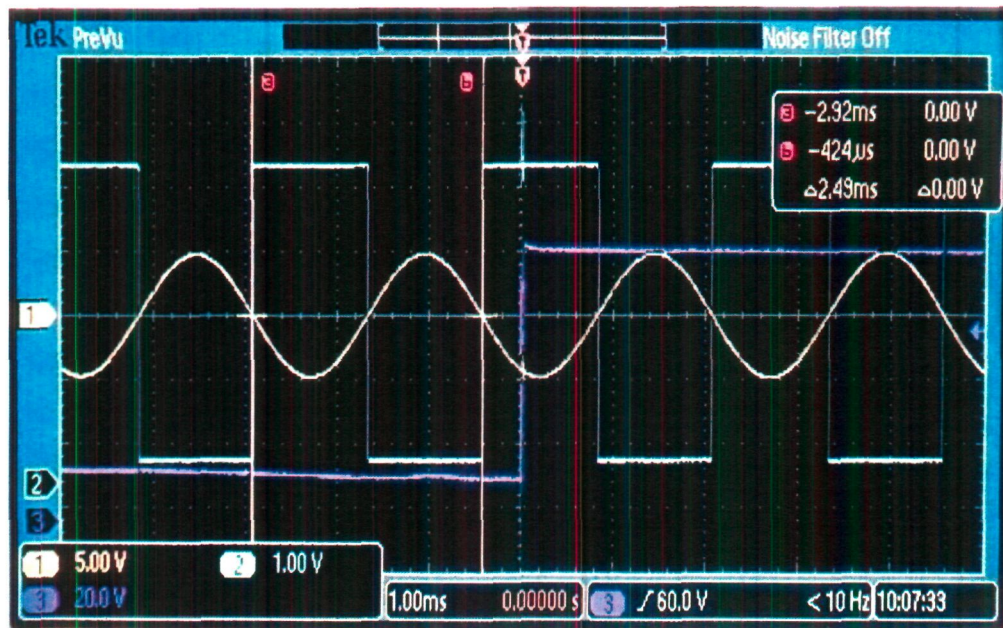 Tek PreVu
T
Noise Filter Off
T
a
b
a -2.92ms 0.00 V
b -424µs 0.00 V
△2.49ms △0.00 V
1
2
3
1 5.00 V 2 1.00 V
3 20.0 V
1.00ms 0.00000 s
3 60.0 V < 10 Hz 10:07:33